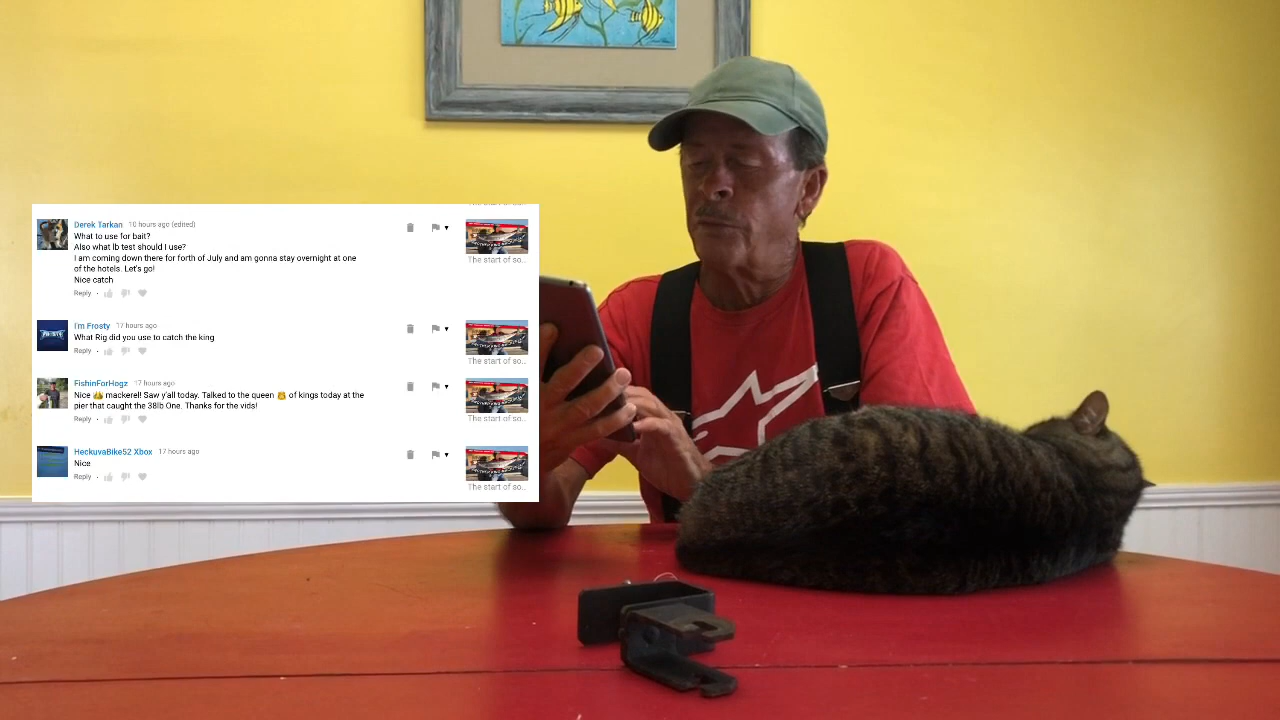 Derek Tarkan 10 hours ago (edited)
What to use for bait?
Also what lb test should I use?
I am coming down there for forth of July and am gonna stay overnight at one
of the hotels. Let's go!
Nice catch
Reply
The start of so...
I'm Frosty 17 hours ago
What Rig did you use to catch the king
Reply
The start of so...
FishinForHogz 17 hours ago
Nice 👑 mackerel! Saw y'all today. Talked to the queen 👸 of kings today at the
pier that caught the 38lb One. Thanks for the vids!
Reply
The start of so...
HeckuvaBike52 Xbox 17 hours ago
Nice
Reply
The start of so...